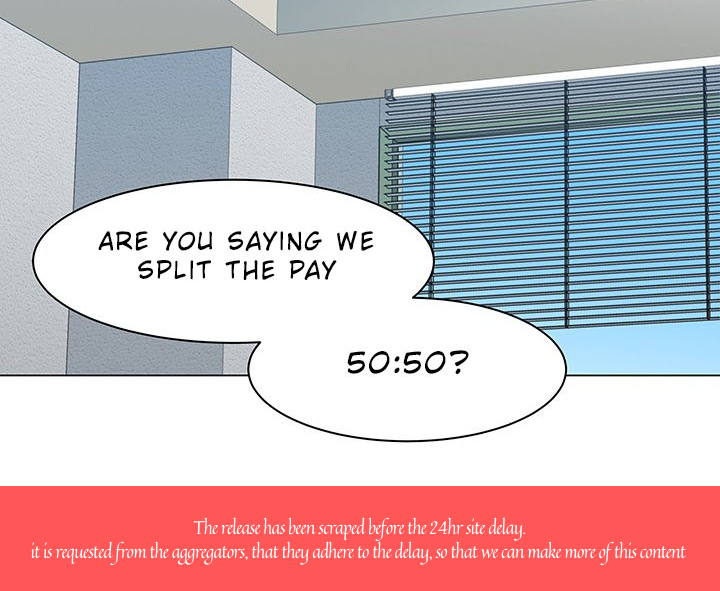 ARE YOU SAYING WE
SPLIT THE PAY
50:50?
The release has been scraped before the 24hr site delay.
it is requested from the aggregators, that they adhere to the delay, so that we can make more of this content